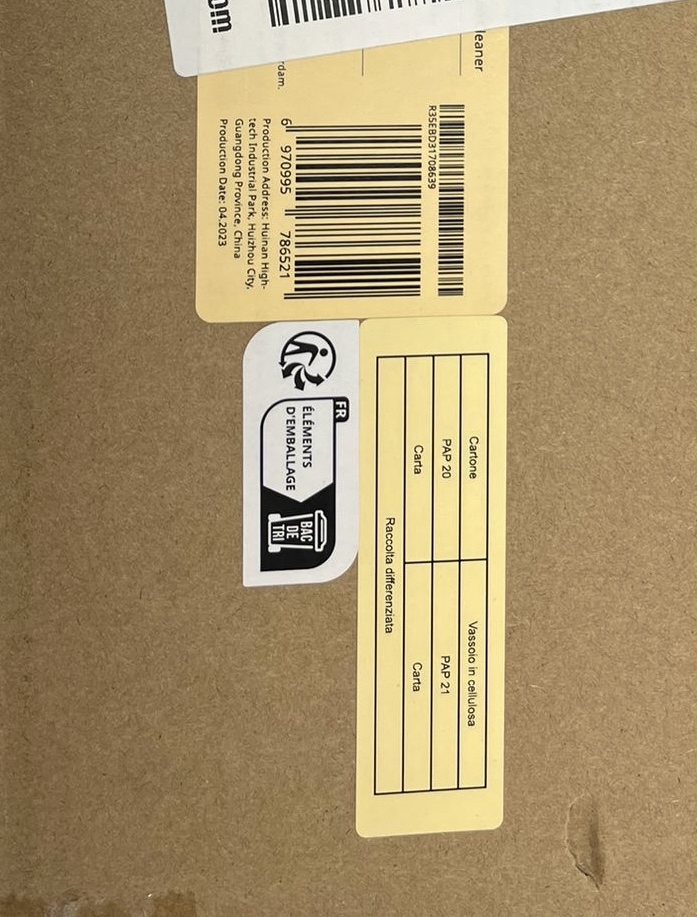 om
leaner
rdam.
R35EBD31708639
6 970995 786521
Production Address: Huinan High-
tech Industrial Park, Huizhou City,
Guangdong Province, China
Production Date: 04.2023
Cartone Vassoio in cellulosa
PAP 20 PAP 21
Carta Carta
Raccolta differenziata
FR
ÉLÉMENTS
D'EMBALLAGE
BAC
DE
TRI